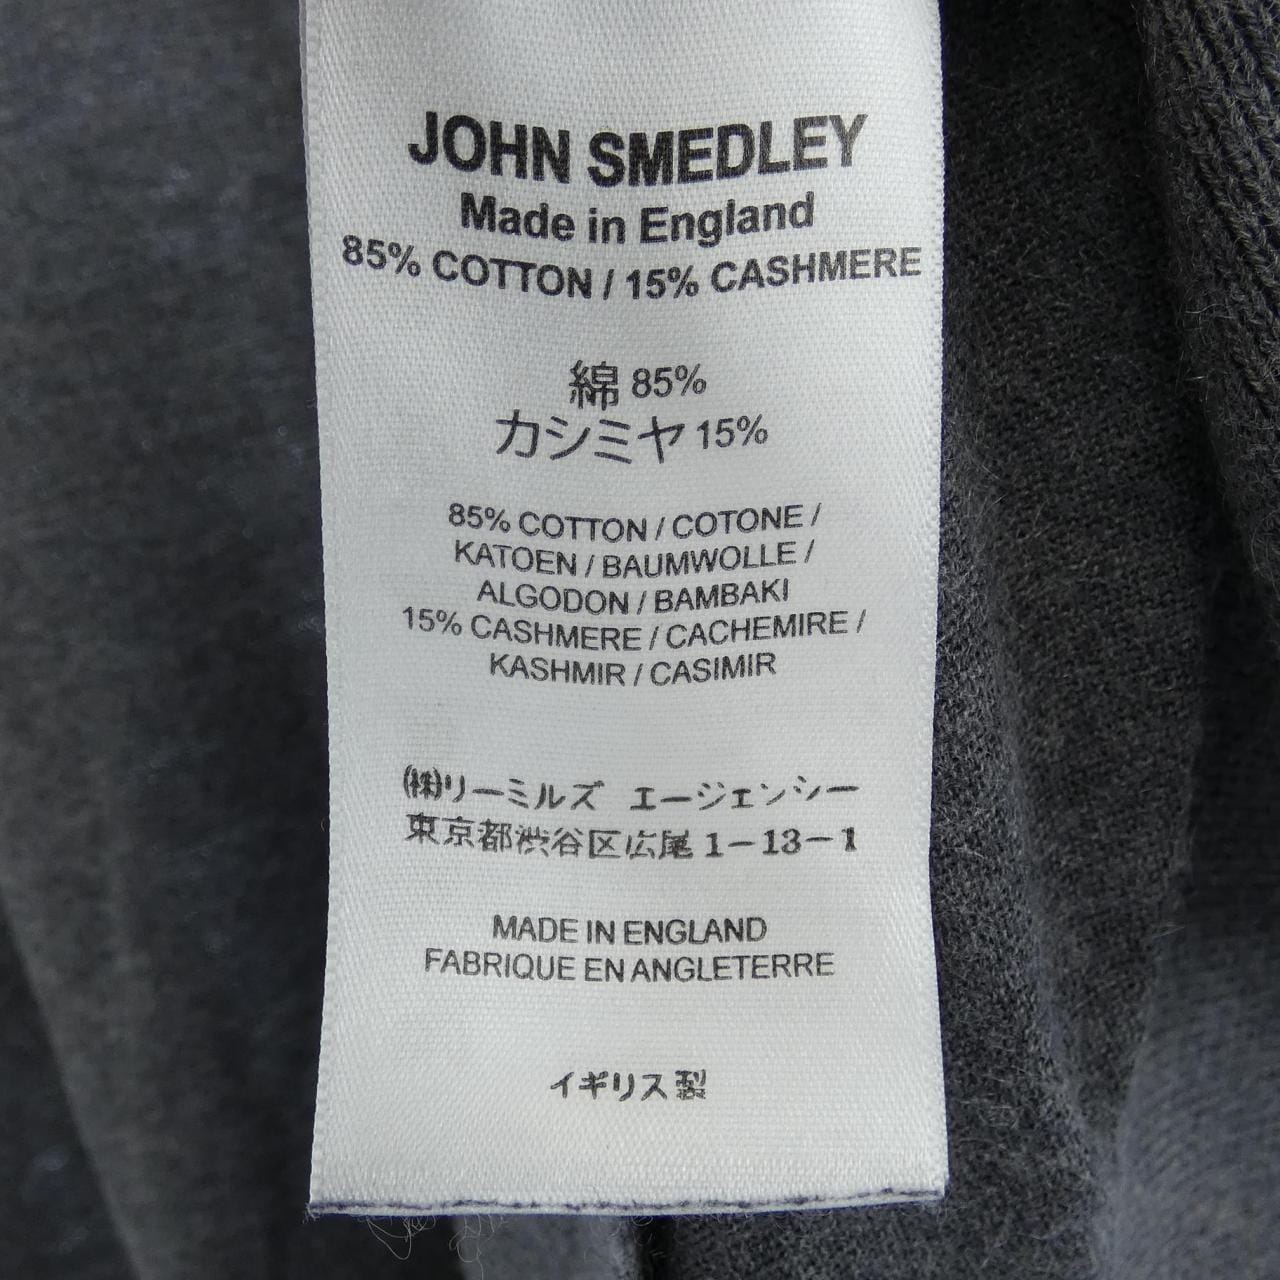 JOHN SMEDLEY
Made in England
85% COTTON / 15% CASHMERE
綿 85%
カシミヤ 15%
85% COTTON / COTONE /
KATOEN / BAUMWOLLE /
ALGODON / BAMBAKI
15% CASHMERE / CACHEMIRE /
KASHMIR / CASIMIR
㈱リーミルズ エージェンシー
東京都渋谷区広尾1-13-1
MADE IN ENGLAND
FABRIQUE EN ANGLETERRE
イギリス製